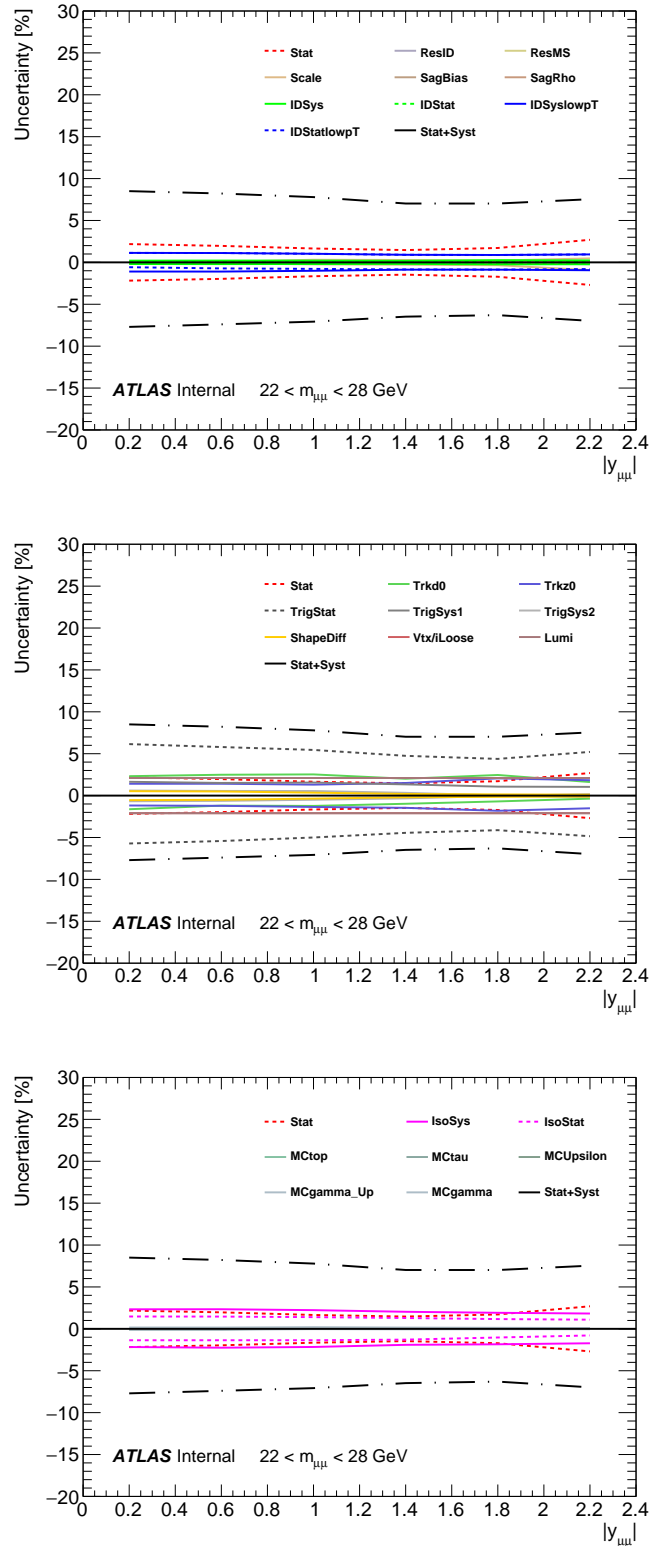 Uncertainty [%]
30
25
20
15
10
5
0
−5
−10
−15
−20
Stat ResID ResMS
Scale SagBias SagRho
IDSys IDStat IDSyslowpT
IDStatlowpT Stat+Syst
ATLAS Internal 22 < mμμ < 28 GeV
0 0.2 0.4 0.6 0.8 1 1.2 1.4 1.6 1.8 2 2.2 2.4
|yμμ|
Uncertainty [%]
30
25
20
15
10
5
0
−5
−10
−15
−20
Stat Trkd0 Trkz0
TrigStat TrigSys1 TrigSys2
ShapeDiff Vtx/iLoose Lumi
Stat+Syst
ATLAS Internal 22 < mμμ < 28 GeV
0 0.2 0.4 0.6 0.8 1 1.2 1.4 1.6 1.8 2 2.2 2.4
|yμμ|
Uncertainty [%]
30
25
20
15
10
5
0
−5
−10
−15
−20
Stat IsoSys IsoStat
MCtop MCtau MCUpsilon
MCgamma_Up MCgamma Stat+Syst
ATLAS Internal 22 < mμμ < 28 GeV
0 0.2 0.4 0.6 0.8 1 1.2 1.4 1.6 1.8 2 2.2 2.4
|yμμ|